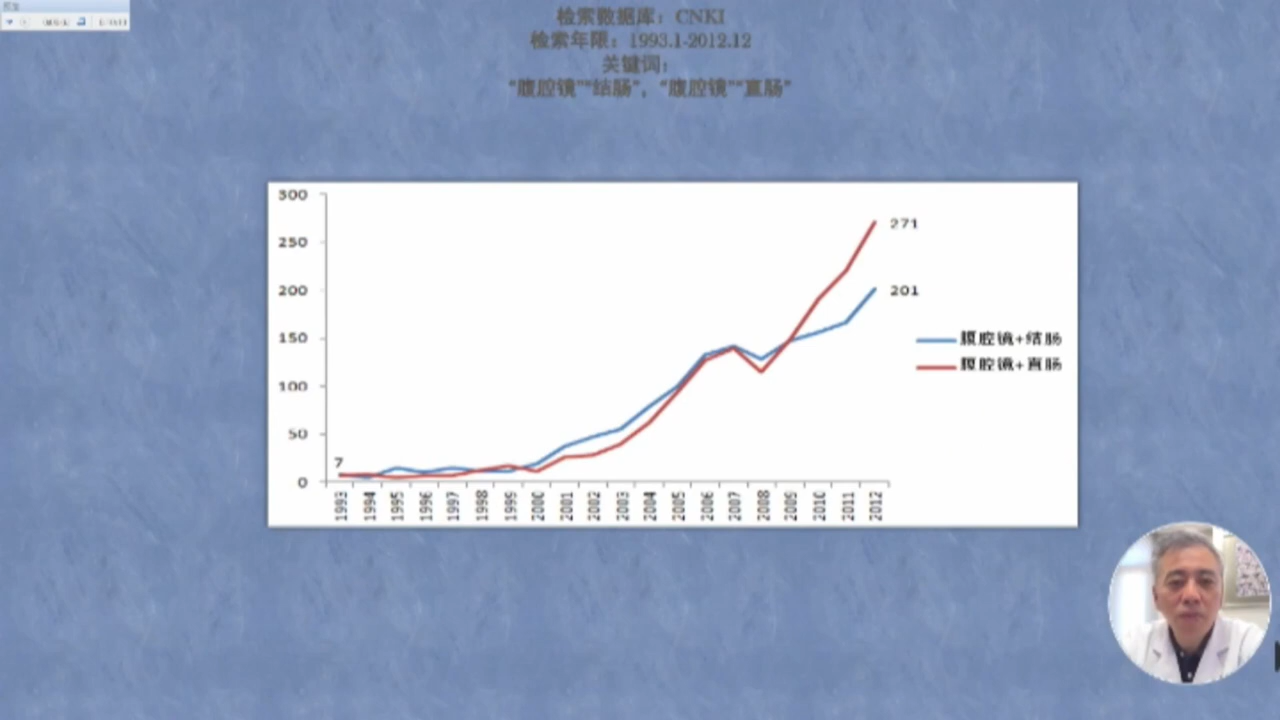 检索数据库：CNKI
检索年限：1993.1-2012.12
关键词：
“腹腔镜”“结肠”，“腹腔镜”“直肠”
300
250
200
150
100
50
0
7
271
201
腹腔镜+结肠
腹腔镜+直肠
1993 1994 1995 1996 1997 1998 1999 2000 2001 2002 2003 2004 2005 2006 2007 2008 2009 2010 2011 2012